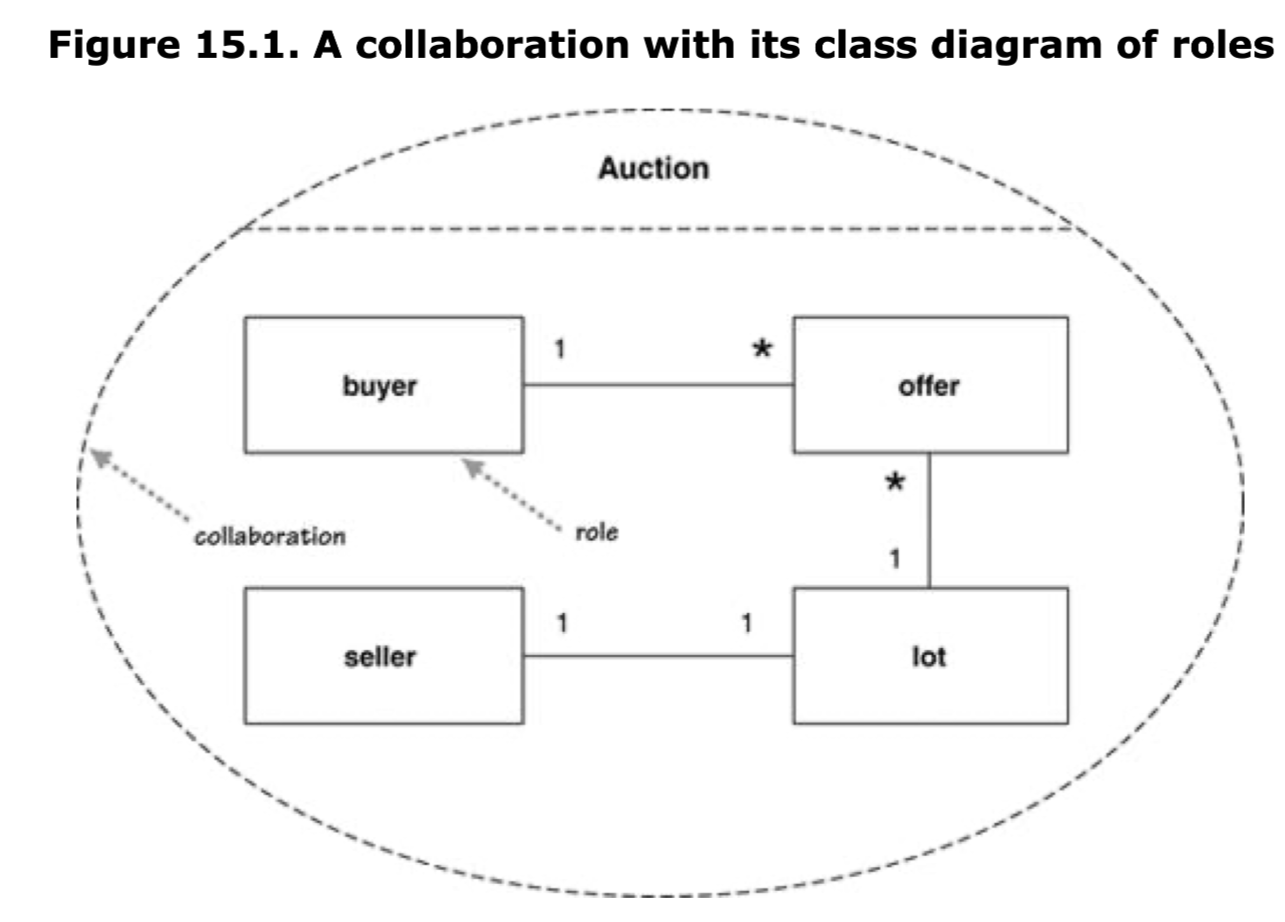 Figure 15.1. A collaboration with its class diagram of roles
Auction
buyer
1
*
offer
*
collaboration
role
1
seller
1
1
lot